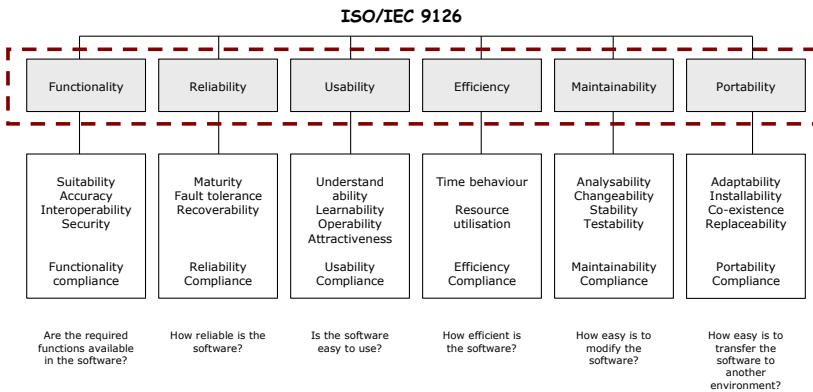 ISO/IEC 9126
Functionality
Reliability
Usability
Efficiency
Maintainability
Portability
Suitability
Accuracy
Interoperability
Security
Functionality
compliance
Maturity
Fault tolerance
Recoverability
Reliability
Compliance
Understand
ability
Learnability
Operability
Attractiveness
Usability
Compliance
Time behaviour
Resource
utilisation
Efficiency
Compliance
Analysability
Changeability
Stability
Testability
Maintainability
Compliance
Adaptability
Installability
Co-existence
Replaceability
Portability
Compliance
Are the required
functions available
in the software?
How reliable is the
software?
Is the software
easy to use?
How efficient is
the software?
How easy is to
modify the
software?
How easy is to
transfer the
software to
another
environment?